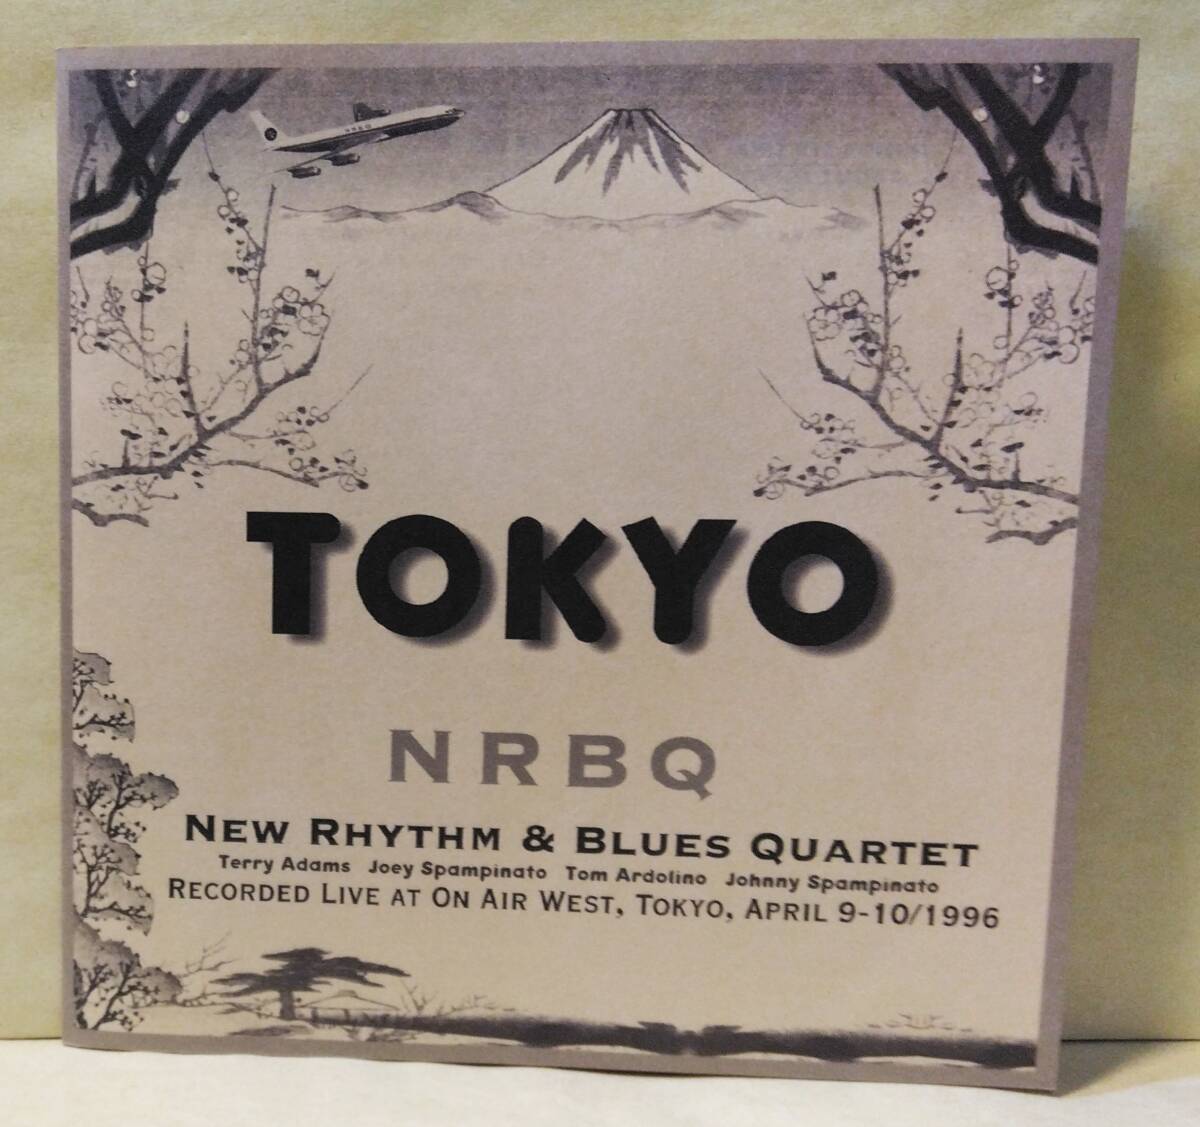 NRBQ
TOKYO
NRBQ
NEW RHYTHM & BLUES QUARTET
Terry Adams Joey Spampinato Tom Ardolino Johnny Spampinato
RECORDED LIVE AT ON AIR WEST, TOKYO, APRIL 9-10/1996